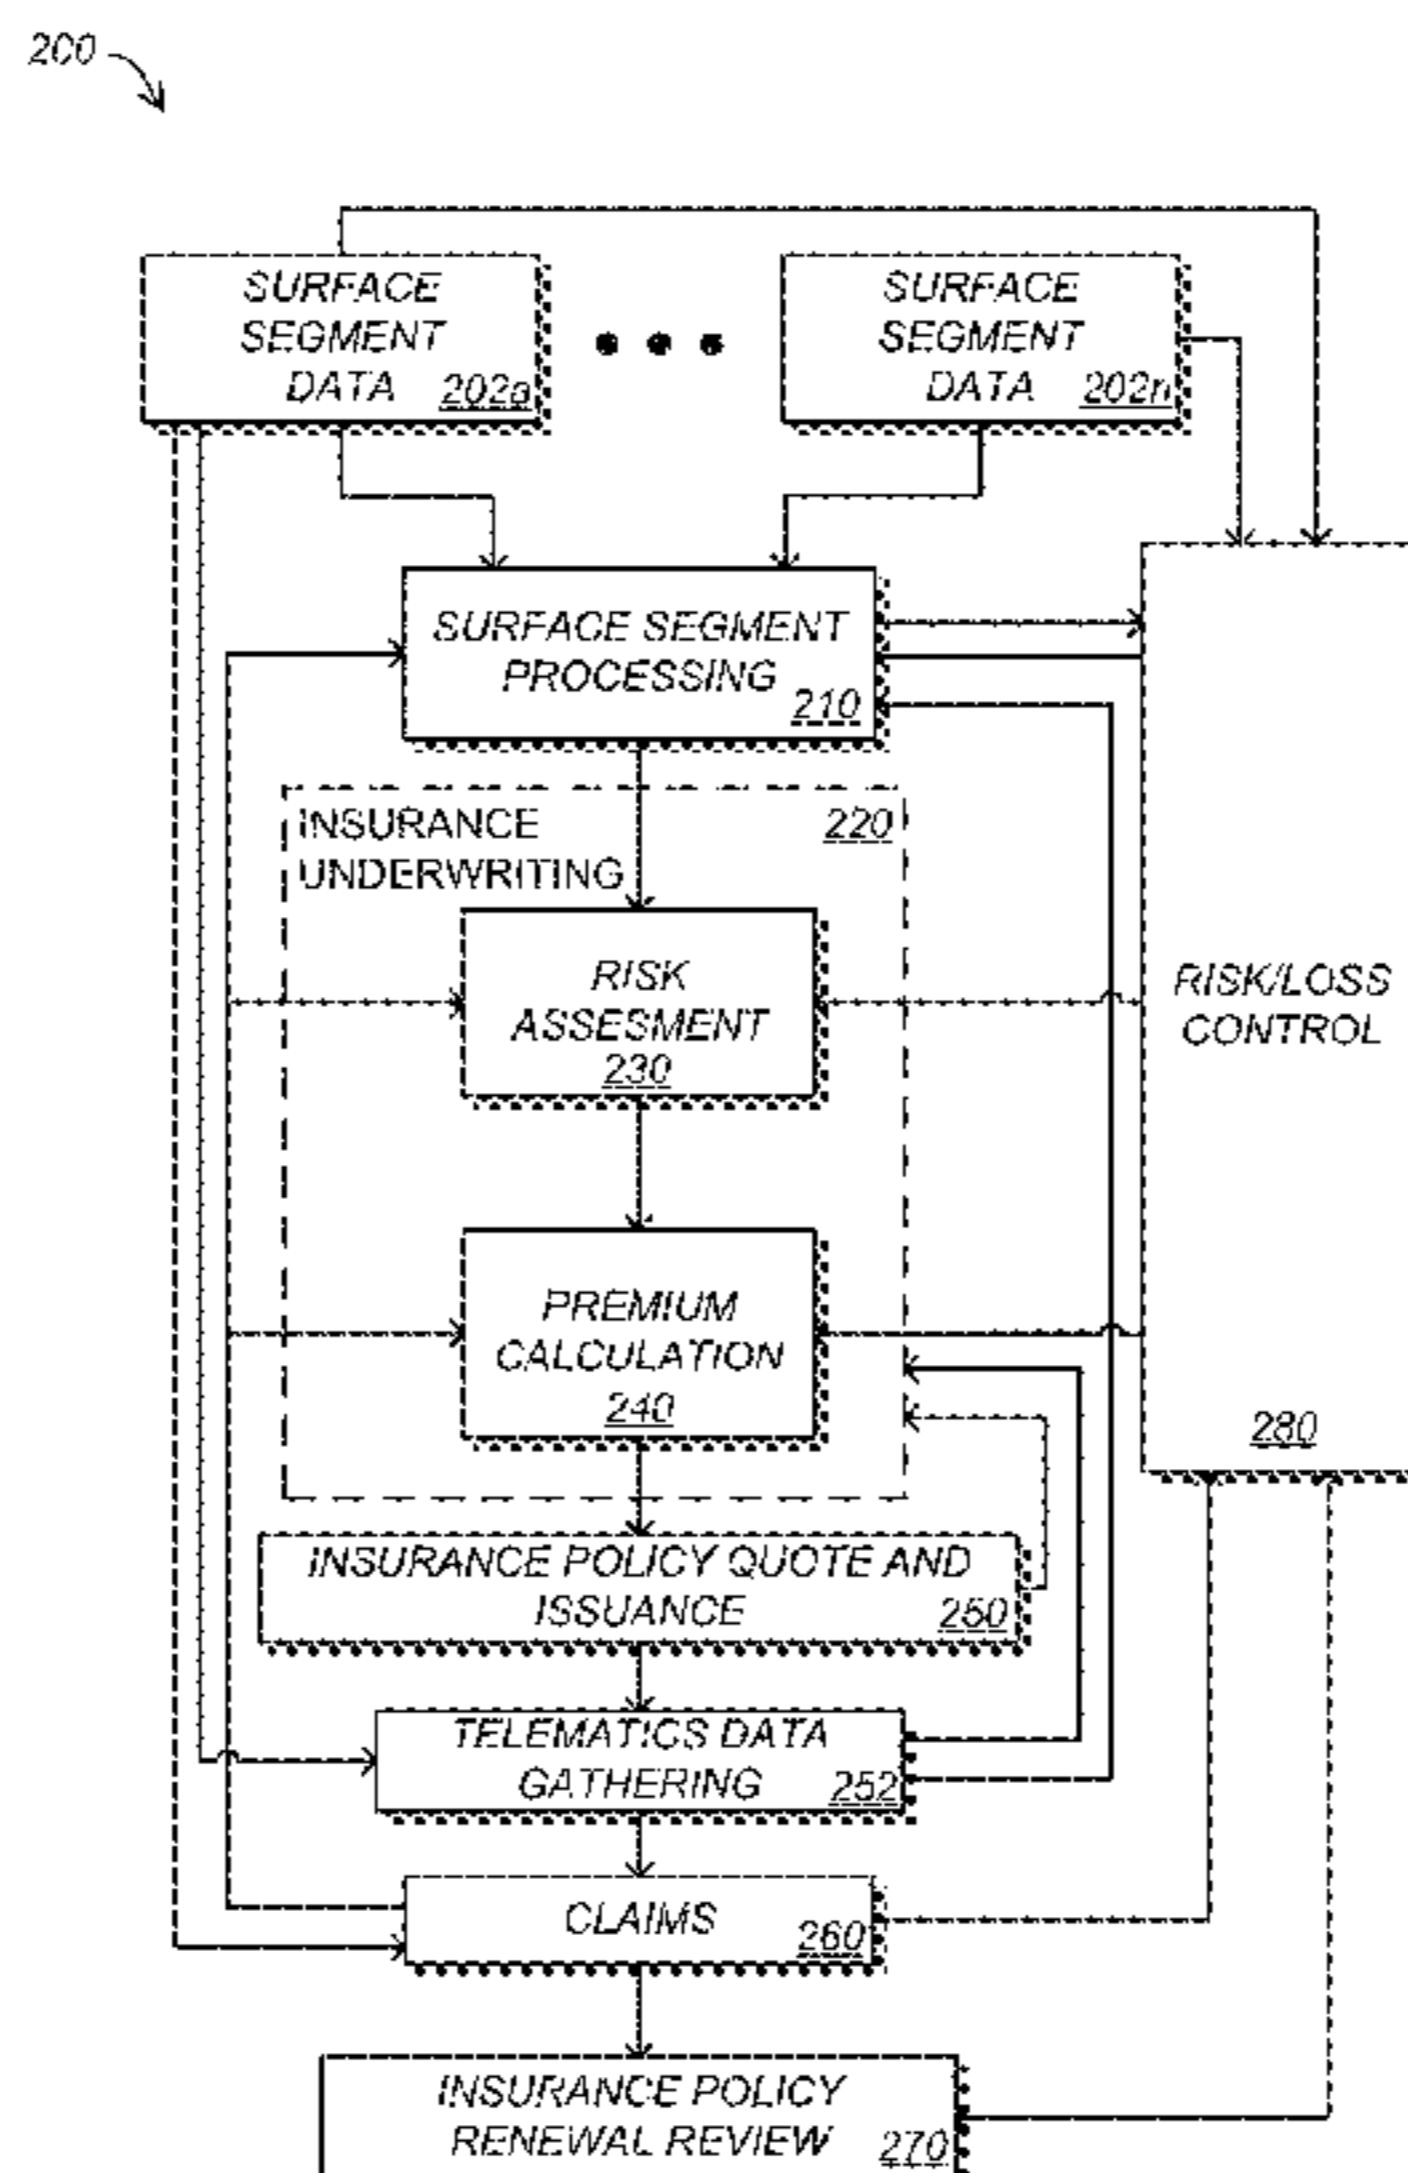 200
SURFACE
SEGMENT
DATA 202a
SURFACE
SEGMENT
DATA 202n
SURFACE SEGMENT
PROCESSING
210
INSURANCE 220
UNDERWRITING
RISK
ASSESMENT
230
RISK/LOSS
CONTROL
PREMIUM
CALCULATION
240
280
INSURANCE POLICY QUOTE AND
ISSUANCE 250
TELEMATICS DATA
GATHERING 252
CLAIMS 260
INSURANCE POLICY
RENEWAL REVIEW 270